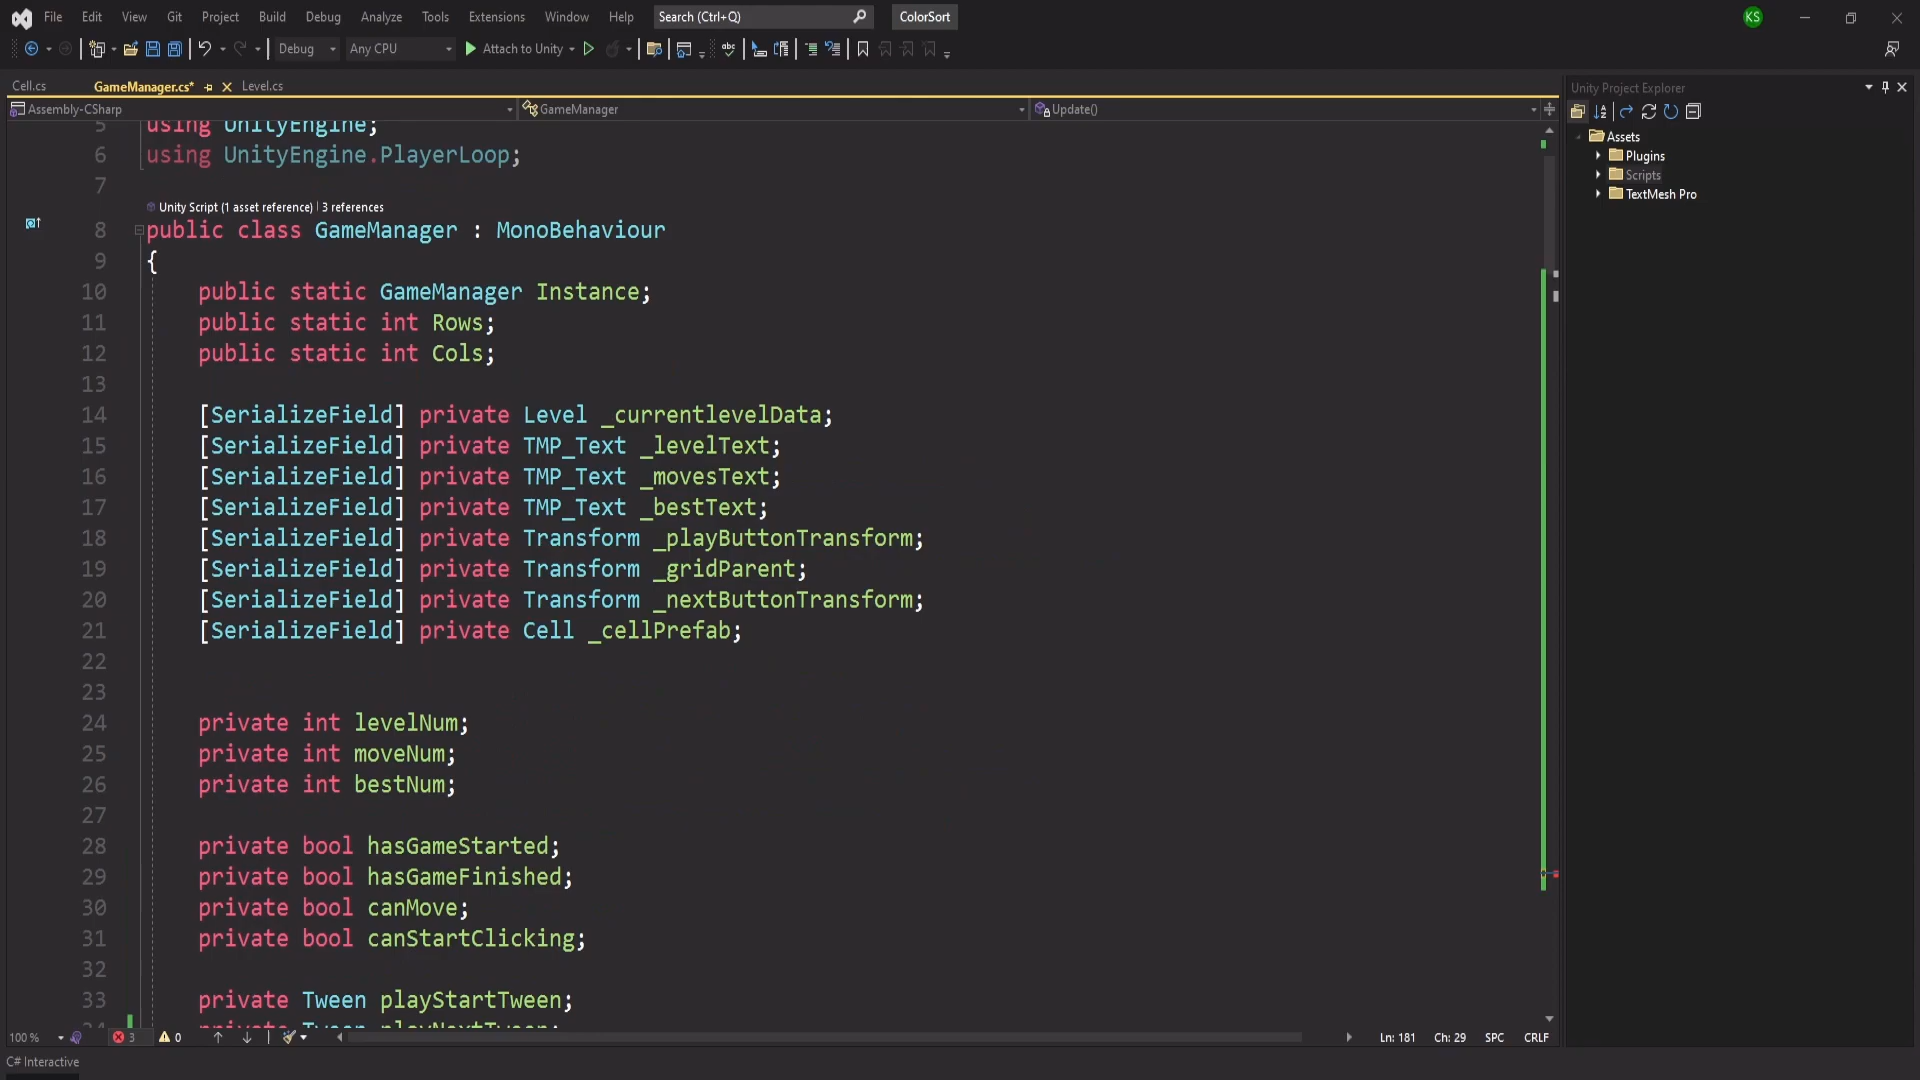 File Edit View Git Project Build Debug Analyze Tools Extensions Window Help Search (Ctrl+Q) ColorSort KS
Debug Any CPU Attach to Unity
Cell.cs GameManager.cs* Level.cs
Assembly-CSharp GameManager Update()
5 using UnityEngine;
6 using UnityEngine.PlayerLoop;
7
Unity Script (1 asset reference) | 3 references
8 public class GameManager : MonoBehaviour
9 {
10 public static GameManager Instance;
11 public static int Rows;
12 public static int Cols;
13
14 [SerializeField] private Level _currentlevelData;
15 [SerializeField] private TMP_Text _levelText;
16 [SerializeField] private TMP_Text _movesText;
17 [SerializeField] private TMP_Text _bestText;
18 [SerializeField] private Transform _playButtonTransform;
19 [SerializeField] private Transform _gridParent;
20 [SerializeField] private Transform _nextButtonTransform;
21 [SerializeField] private Cell _cellPrefab;
22
23
24 private int levelNum;
25 private int moveNum;
26 private int bestNum;
27
28 private bool hasGameStarted;
29 private bool hasGameFinished;
30 private bool canMove;
31 private bool canStartClicking;
32
33 private Tween playStartTween;
34 private Tween playNextTween;
100 % 3 0 Ln: 181 Ch: 29 SPC CRLF
C# Interactive
Unity Project Explorer
Assets
Plugins
Scripts
TextMesh Pro